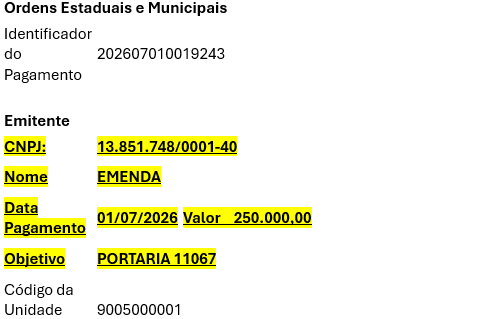 Ordens Estaduais e Municipais
Identificador
do 202607010019243
Pagamento
Emitente
CNPJ: 13.851.748/0001-40
Nome EMENDA
Data
Pagamento 01/07/2026 Valor 250.000,00
Objetivo PORTARIA 11067
Código da
Unidade 9005000001